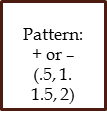 Pattern:
+ or –
(.5, 1.
1.5, 2)